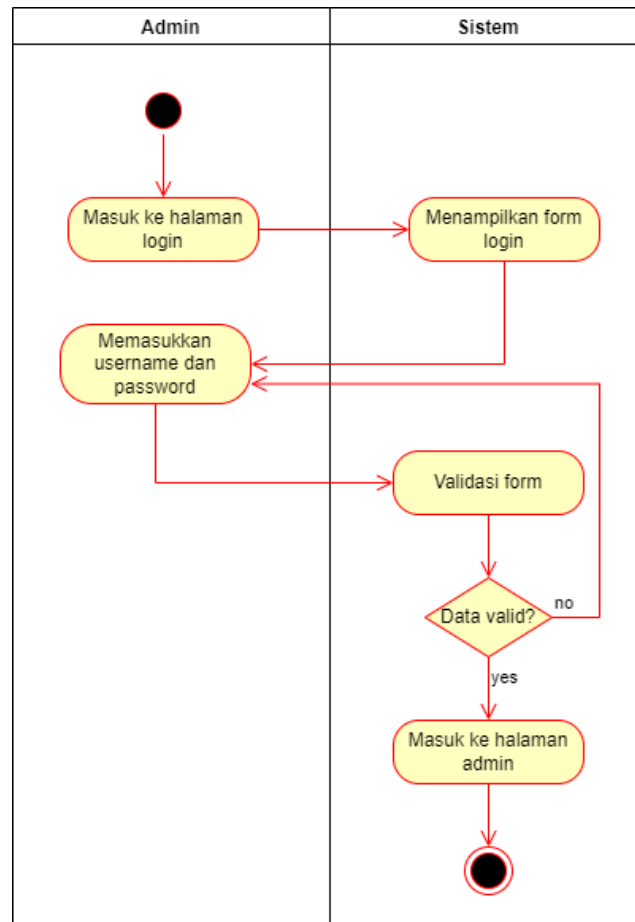 Admin
Sistem
Masuk ke halaman
login
Menampilkan form
login
Memasukkan
username dan
password
Validasi form
Data valid?
no
yes
Masuk ke halaman
admin